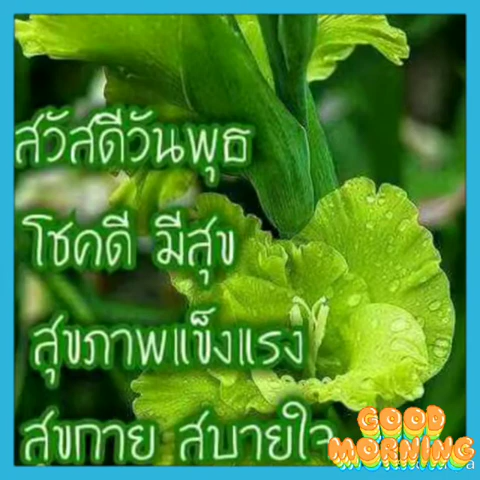 สวัสดีวันพุธ
โชคดี มีสุข
สุขภาพแข็งแรง
สุขกาย สบายใจ
GOOD
MORNING